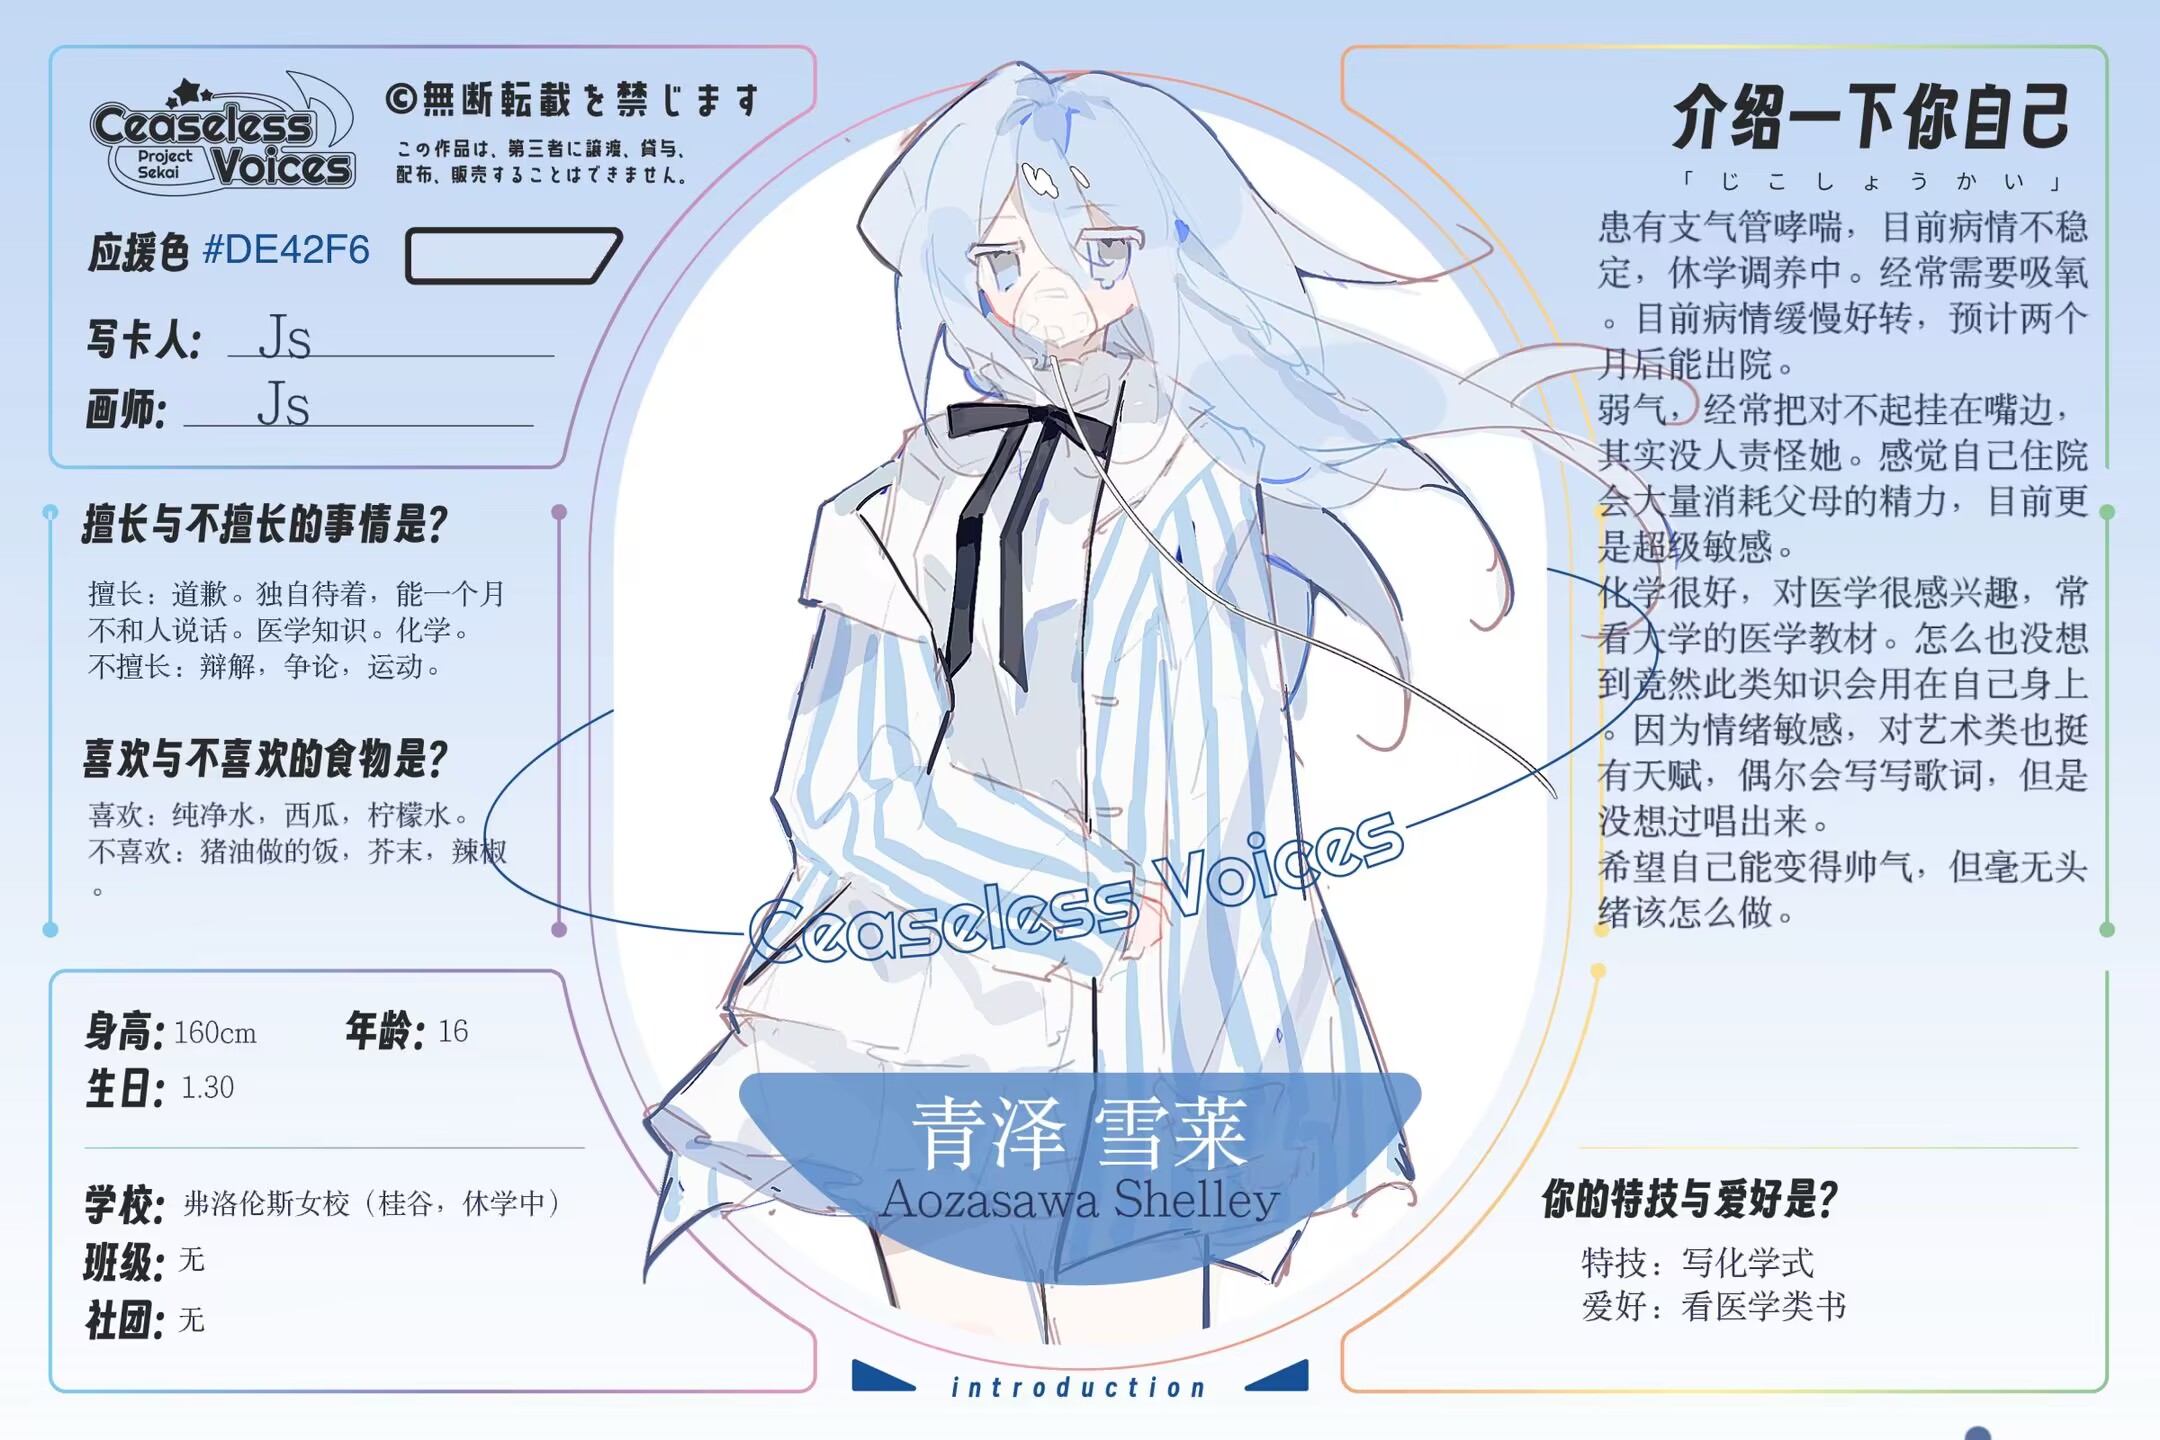 Ceaseless
Project
Sekai
Voices
©無断転載を禁じます
この作品は、第三者に譲渡、貸与、
配布、販売することはできません。
应援色 #DE42F6
写卡人: Js
画师: Js
擅长与不擅长的事情是?
擅长：道歉。独自待着，能一个月
不和人说话。医学知识。化学。
不擅长：辩解，争论，运动。
喜欢与不喜欢的食物是?
喜欢：纯净水，西瓜，柠檬水。
不喜欢：猪油做的饭，芥末，辣椒
。
身高: 160cm 年龄: 16
生日: 1.30
学校: 弗洛伦斯女校（桂谷，休学中）
班级: 无
社团: 无
Ceaseless Voices
青泽 雪莱
Aozasawa Shelley
introduction
介绍一下你自己
「じこしょうかい」
患有支气管哮喘，目前病情不稳
定，休学调养中。经常需要吸氧
。目前病情缓慢好转，预计两个
月后能出院。
弱气，经常把对不起挂在嘴边，
其实没人责怪她。感觉自己住院
会大量消耗父母的精力，目前更
是超级敏感。
化学很好，对医学很感兴趣，常
看大学的医学教材。怎么也没想
到竟然此类知识会用在自己身上
。因为情绪敏感，对艺术类也挺
有天赋，偶尔会写写歌词，但是
没想过唱出来。
希望自己能变得帅气，但毫无头
绪该怎么做。
你的特技与爱好是?
特技：写化学式
爱好：看医学类书